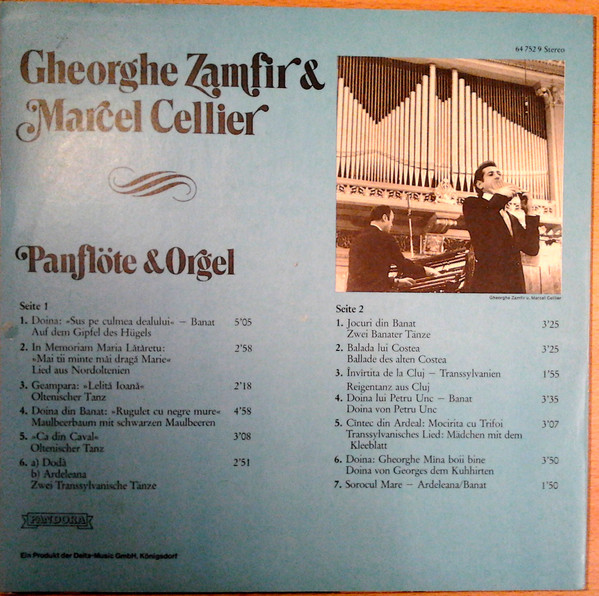 64 752 9 Stereo
Gheorghe Zamfir &
Marcel Cellier
Panflöte & Orgel
Gheorghe Zamfir u. Marcel Cellier
Seite 1
1. Doina: »Sus pe culmea dealului« – Banat 5'05
Auf dem Gipfel des Hügels
2. In Memoriam Maria Lătărețu: 2'58
»Mai tii minte măi dragă Marie«
Lied aus Nordoltenien
3. Geampara: »Lelită Ioană« 2'18
Oltenischer Tanz
4. Doina din Banat: »Rugulet cu negre mure« 4'58
Maulbeerbaum mit schwarzen Maulbeeren
5. »Ca din Caval« 3'08
Oltenischer Tanz
6. a) Dodă 2'51
b) Ardeleana
Zwei Transsylvanische Tänze
Seite 2
1. Jocuri din Banat 3'25
Zwei Banater Tänze
2. Balada lui Costea 3'25
Ballade des alten Costea
3. Învirtita de la Cluj – Transsylvanien 1'55
Reigentanz aus Cluj
4. Doina lui Petru Unc – Banat 3'35
Doina von Petru Unc
5. Cîntec din Ardeal: Mocirita cu Trifoi 3'07
Transsylvanisches Lied: Mädchen mit dem
Kleeblatt
6. Doina: Gheorghe Mîna boii bine 3'50
Doina von Georges dem Kuhhirten
7. Sorocul Mare – Ardeleana/Banat 1'50
PANDORA
Ein Produkt der Delta-Music GmbH, Königsdorf